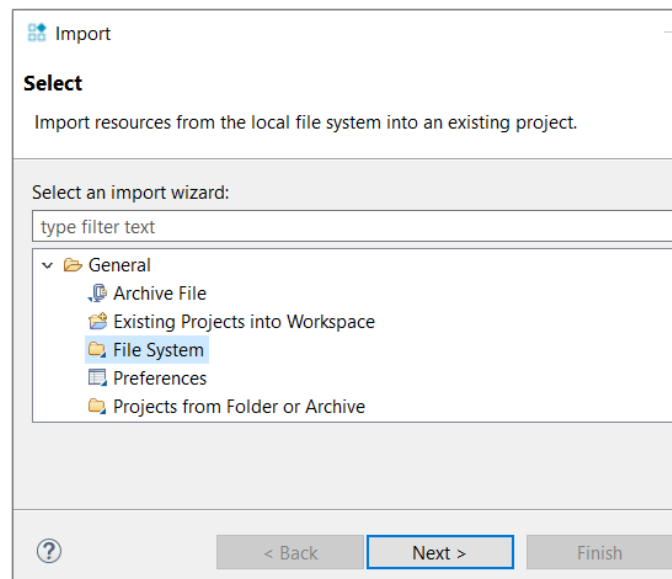 Import
Select
Import resources from the local file system into an existing project.
Select an import wizard:
type filter text
General
Archive File
Existing Projects into Workspace
File System
Preferences
Projects from Folder or Archive
? < Back Next > Finish